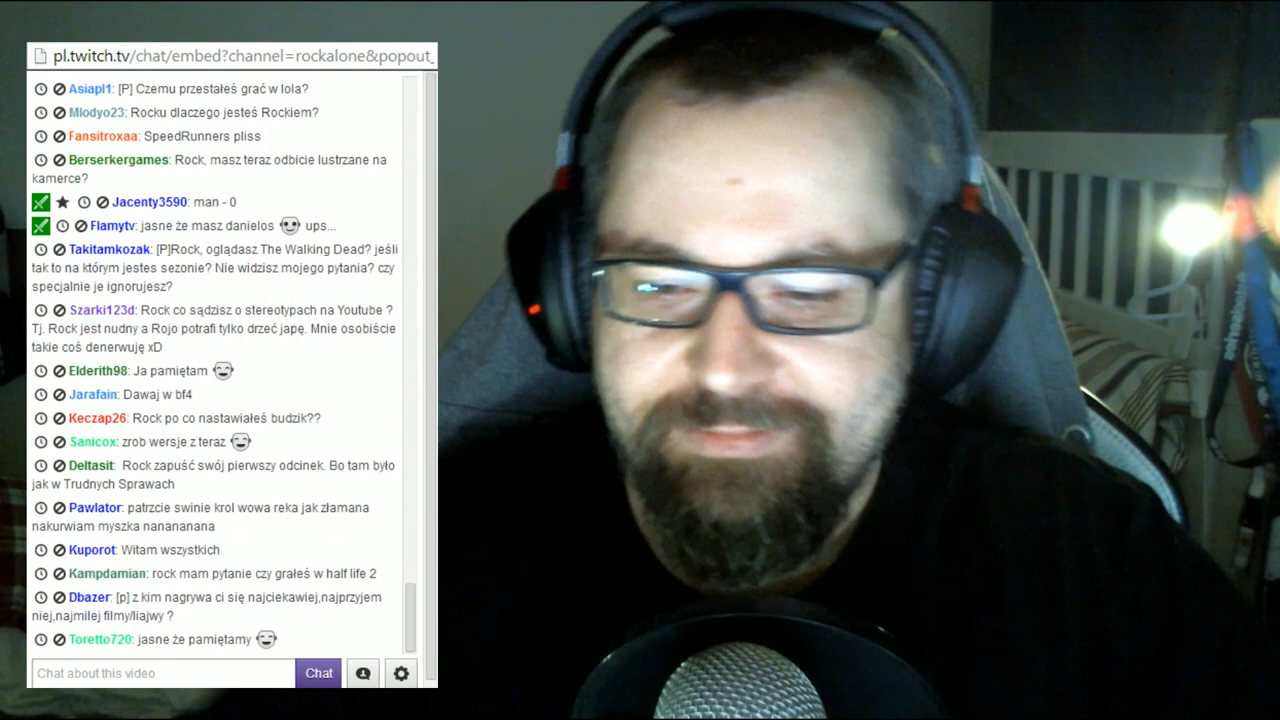 pl.twitch.tv/chat/embed?channel=rockalone&popout_
Asiapl1: [P] Czemu przestałeś grać w lola?
Mlodyo23: Rocku dlaczego jesteś Rockiem?
Fansitroxaa: SpeedRunners pliss
Berserkergames: Rock, masz teraz odbicie lustrzane na
kamerce?
Jacenty3590: man - 0
Flamytv: jasne że masz danielos ups...
Takitamkozak: [P]Rock, oglądasz The Walking Dead? jeśli
tak to na którym jestes sezonie? Nie widzisz mojego pytania? czy
specjalnie je ignorujesz?
Szarki123d: Rock co sądzisz o stereotypach na Youtube ?
Tj. Rock jest nudny a Rojo potrafi tylko drzeć japę. Mnie osobiście
takie coś denerwuję xD
Elderith98: Ja pamiętam
Jarafain: Dawaj w bf4
Keczap26: Rock po co nastawiałeś budzik??
Sanicox: zrob wersje z teraz
Deltasit: Rock zapuść swój pierwszy odcinek. Bo tam było
jak w Trudnych Sprawach
Pawlator: patrzcie swinie krol wowa reka jak złamana
nakurwiam myszka nanananana
Kuporot: Witam wszystkich
Kampdamian: rock mam pytanie czy grałeś w half life 2
Dbazer: [p] z kim nagrywa ci się najciekawiej,najprzyjem
niej,najmilej filmy/liajwy ?
Toretto720: jasne że pamiętamy
Chat about this video
Chat